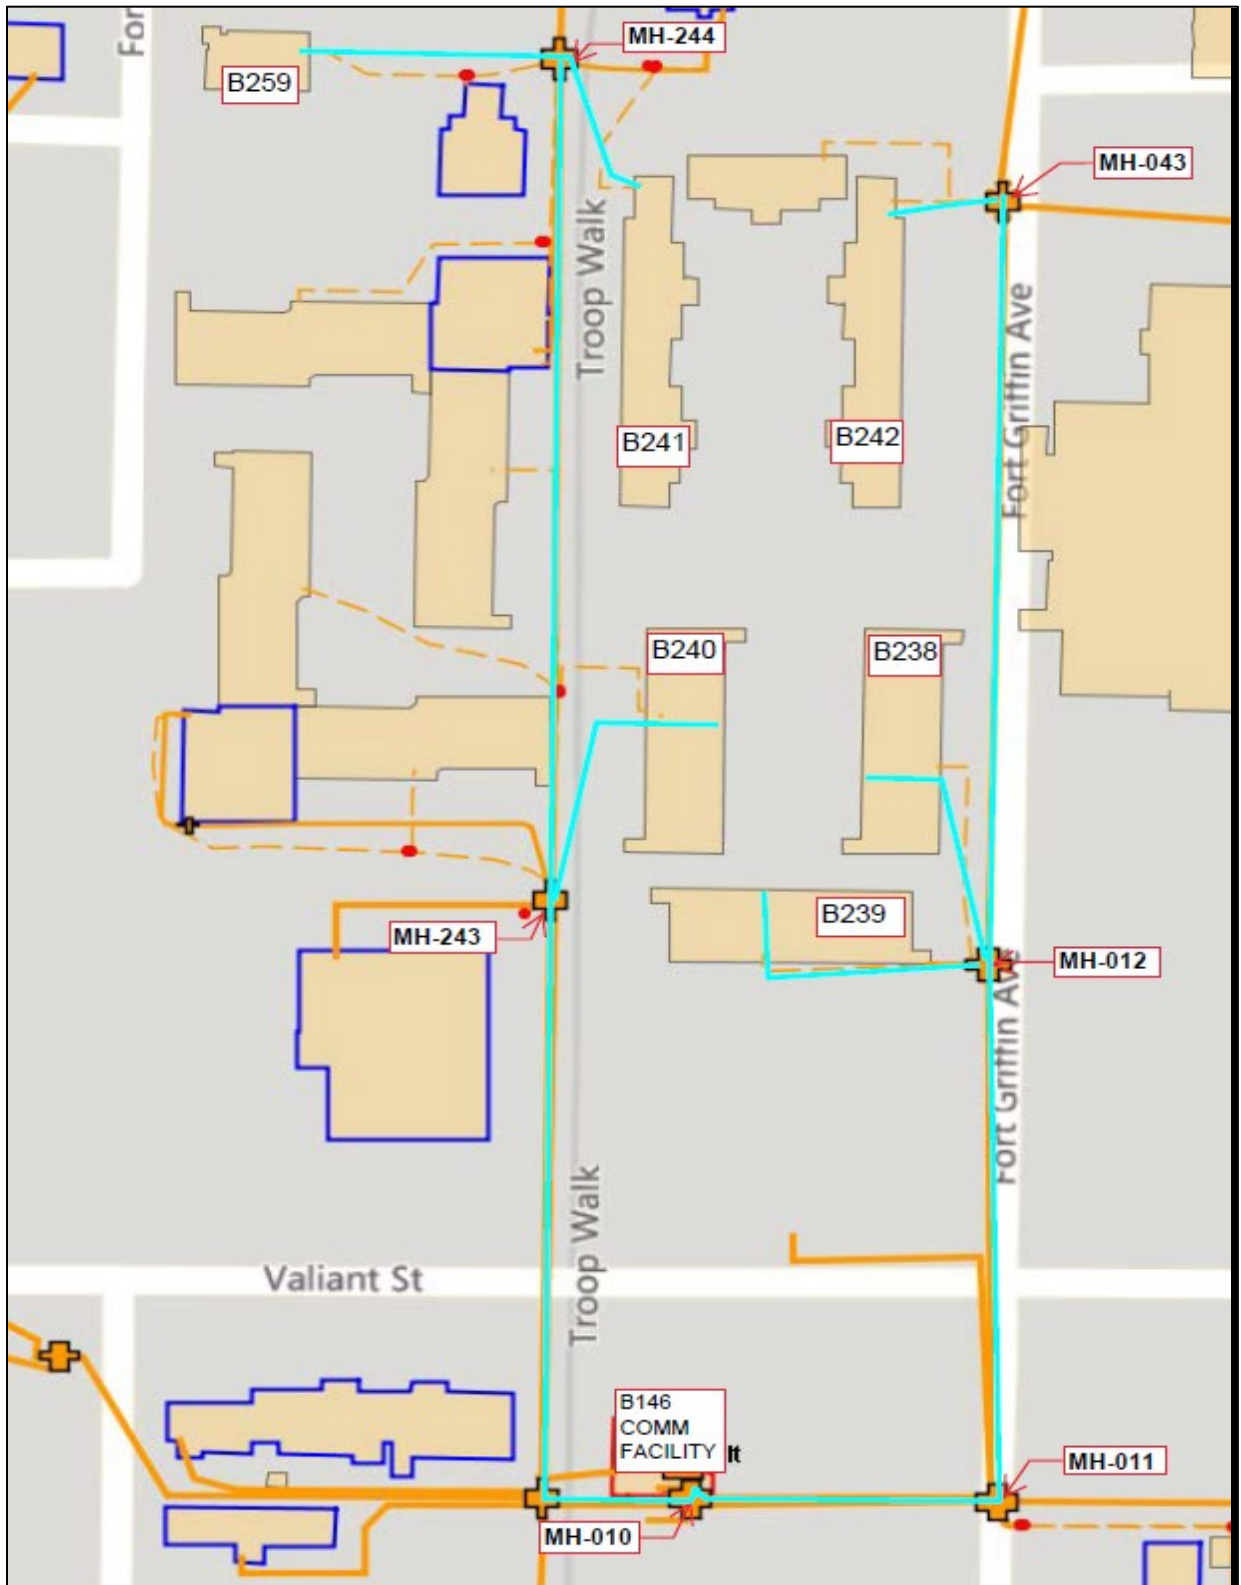 For
MH-244
B259
MH-043
Troop Walk
Fort Griffin Ave
B241
B242
B240
B238
B239
MH-243
MH-012
Fort Griffin Ave
Troop Walk
Valiant St
B146
COMM
FACILITY
lt
MH-011
MH-010